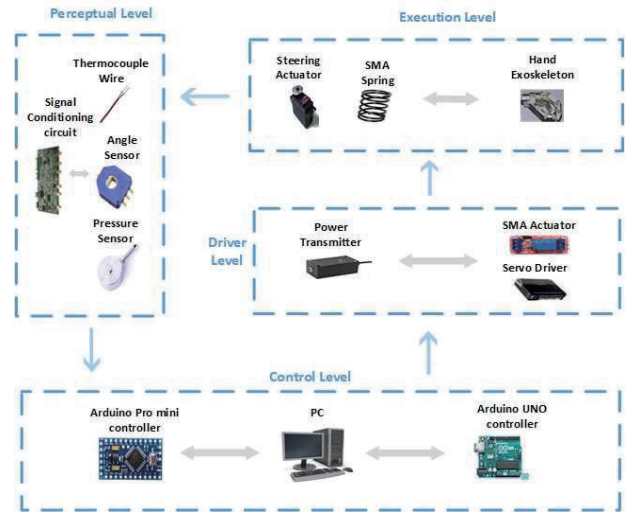 Perceptual Level
Thermocouple
Wire
Signal
Conditioning
circuit
Angle
Sensor
Pressure
Sensor
Execution Level
Steering
Actuator
SMA
Spring
Hand
Exoskeleton
Driver
Level
Power
Transmitter
SMA Actuator
Servo Driver
Control Level
Arduino Pro mini
controller
PC
Arduino UNO
controller